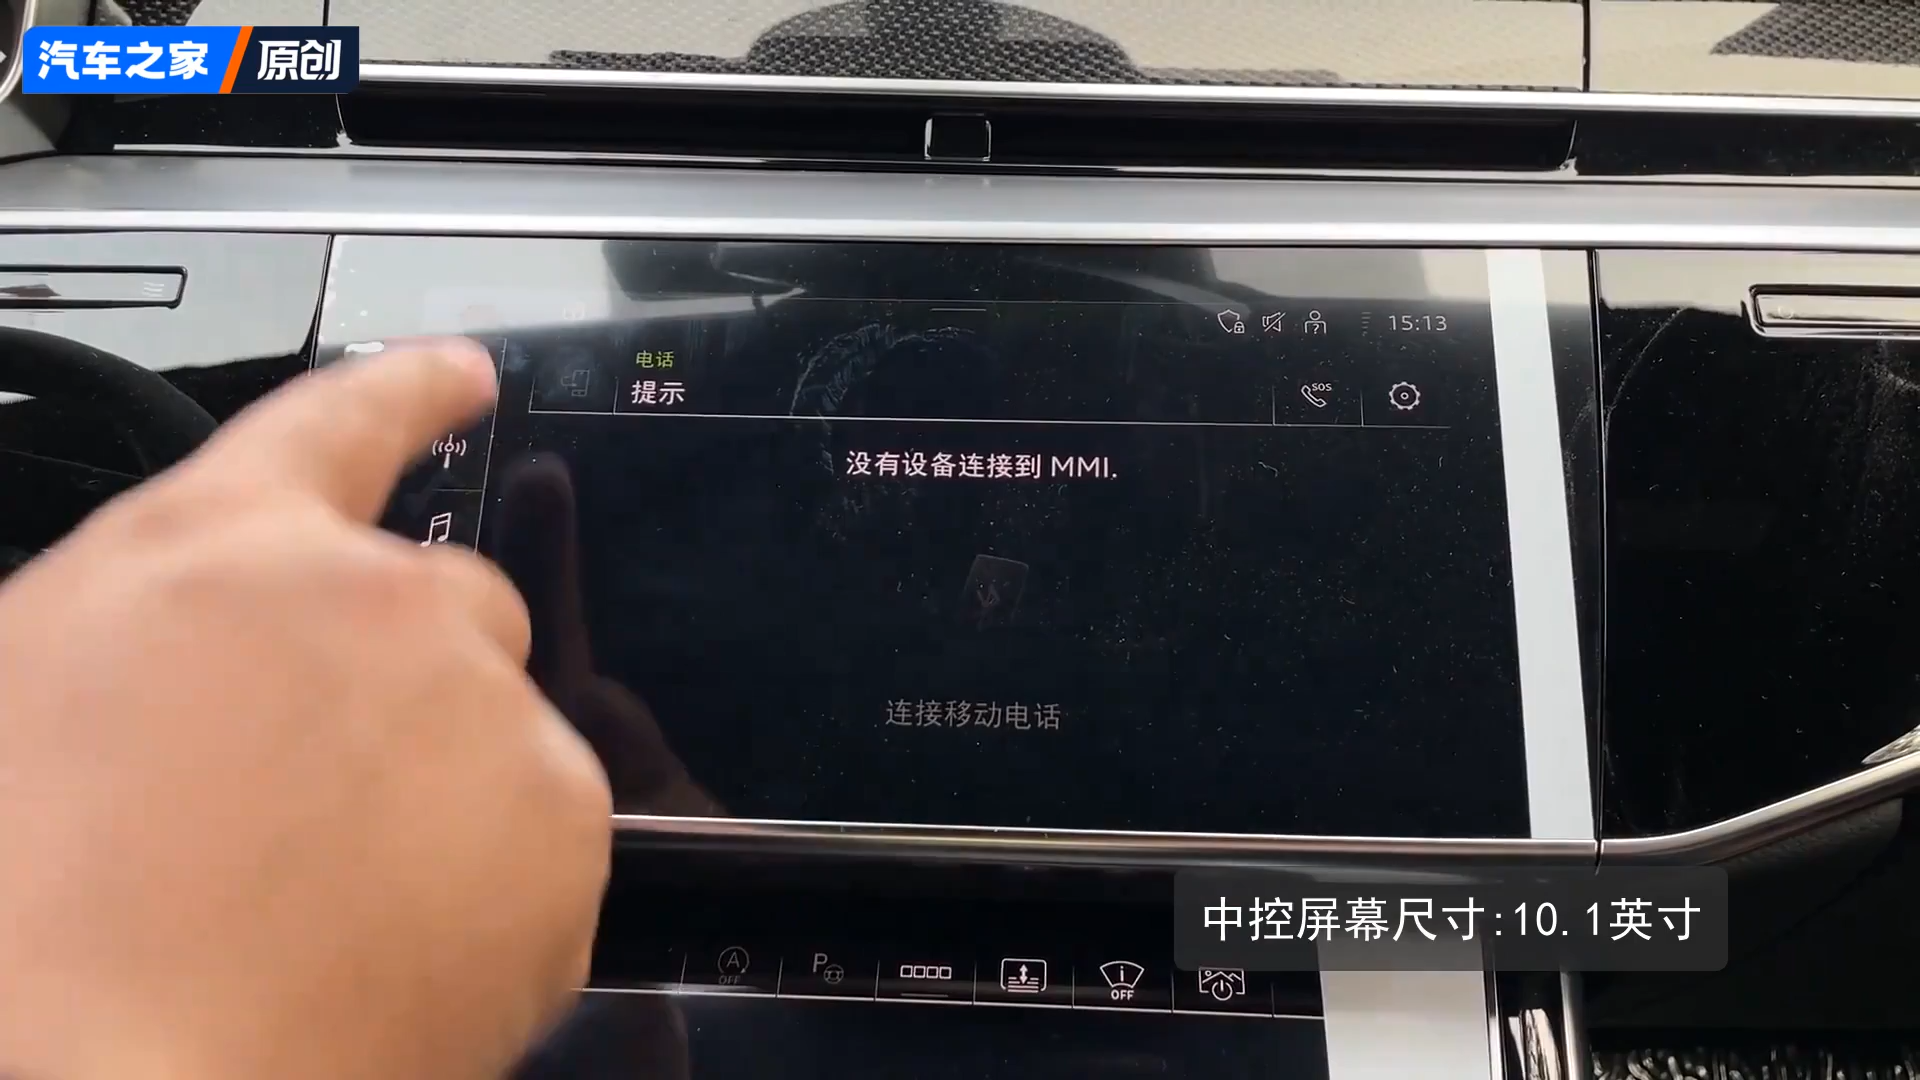 汽车之家 原创
15:13
电话
提示
SOS
没有设备连接到 MMI.
连接移动电话
中控屏幕尺寸:10.1英寸
A
OFF
P
OFF